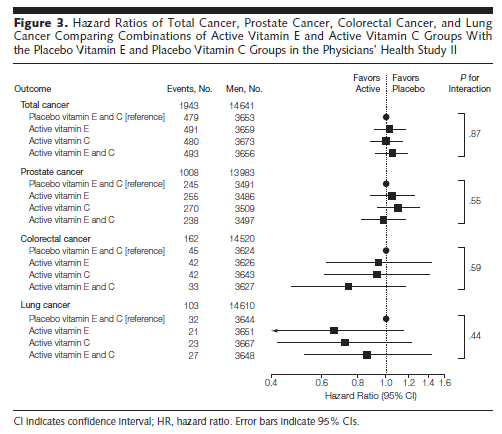 Figure 3. Hazard Ratios of Total Cancer, Prostate Cancer, Colorectal Cancer, and Lung
Cancer Comparing Combinations of Active Vitamin E and Active Vitamin C Groups With
the Placebo Vitamin E and Placebo Vitamin C Groups in the Physicians' Health Study II
Favors Active Favors Placebo
Outcome Events, No. Men, No. P for Interaction
Total cancer 1943 14641
Placebo vitamin E and C [reference] 479 3653
Active vitamin E 491 3659
Active vitamin C 480 3673
Active vitamin E and C 493 3656
.87
Prostate cancer 1008 13983
Placebo vitamin E and C [reference] 245 3491
Active vitamin E 255 3486
Active vitamin C 270 3509
Active vitamin E and C 238 3497
.55
Colorectal cancer 162 14520
Placebo vitamin E and C [reference] 45 3624
Active vitamin E 42 3626
Active vitamin C 42 3643
Active vitamin E and C 33 3627
.59
Lung cancer 103 14610
Placebo vitamin E and C [reference] 32 3644
Active vitamin E 21 3651
Active vitamin C 23 3667
Active vitamin E and C 27 3648
.44
0.4 0.6 0.8 1.0 1.2 1.4 1.6
Hazard Ratio (95% CI)
CI indicates confidence interval; HR, hazard ratio. Error bars indicate 95% CIs.